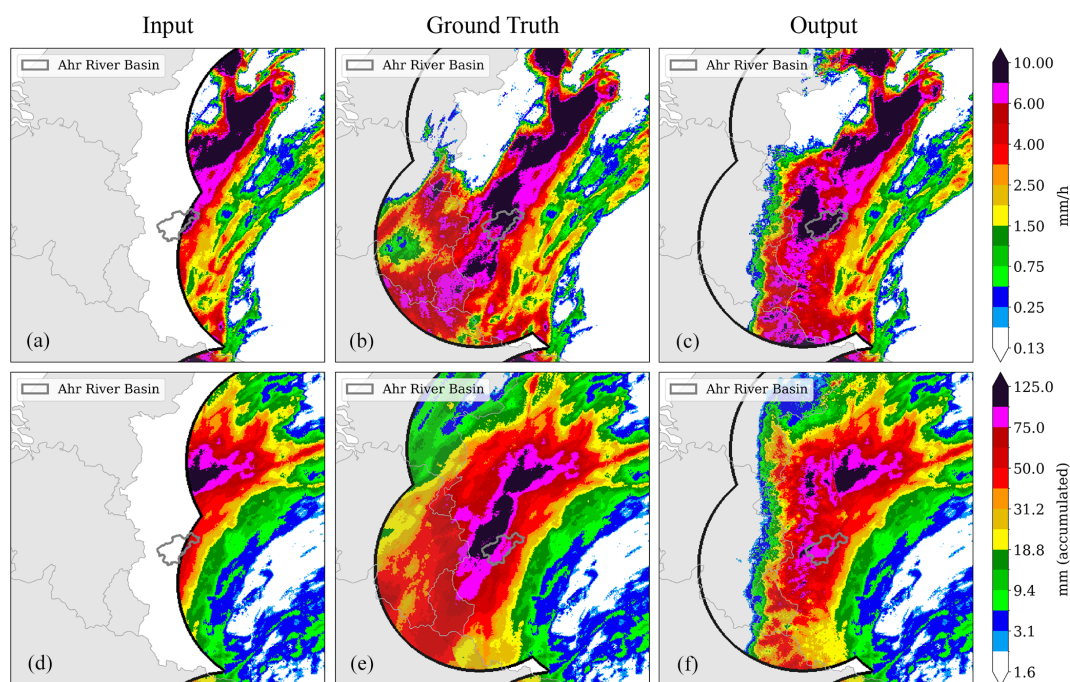 Input Ground Truth Output
Ahr River Basin Ahr River Basin Ahr River Basin
10.00
6.00
4.00
2.50
1.50
0.75
0.25
0.13
mm/h
(a) (b) (c)
Ahr River Basin Ahr River Basin Ahr River Basin
125.0
75.0
50.0
31.2
18.8
9.4
3.1
1.6
mm (accumulated)
(d) (e) (f)